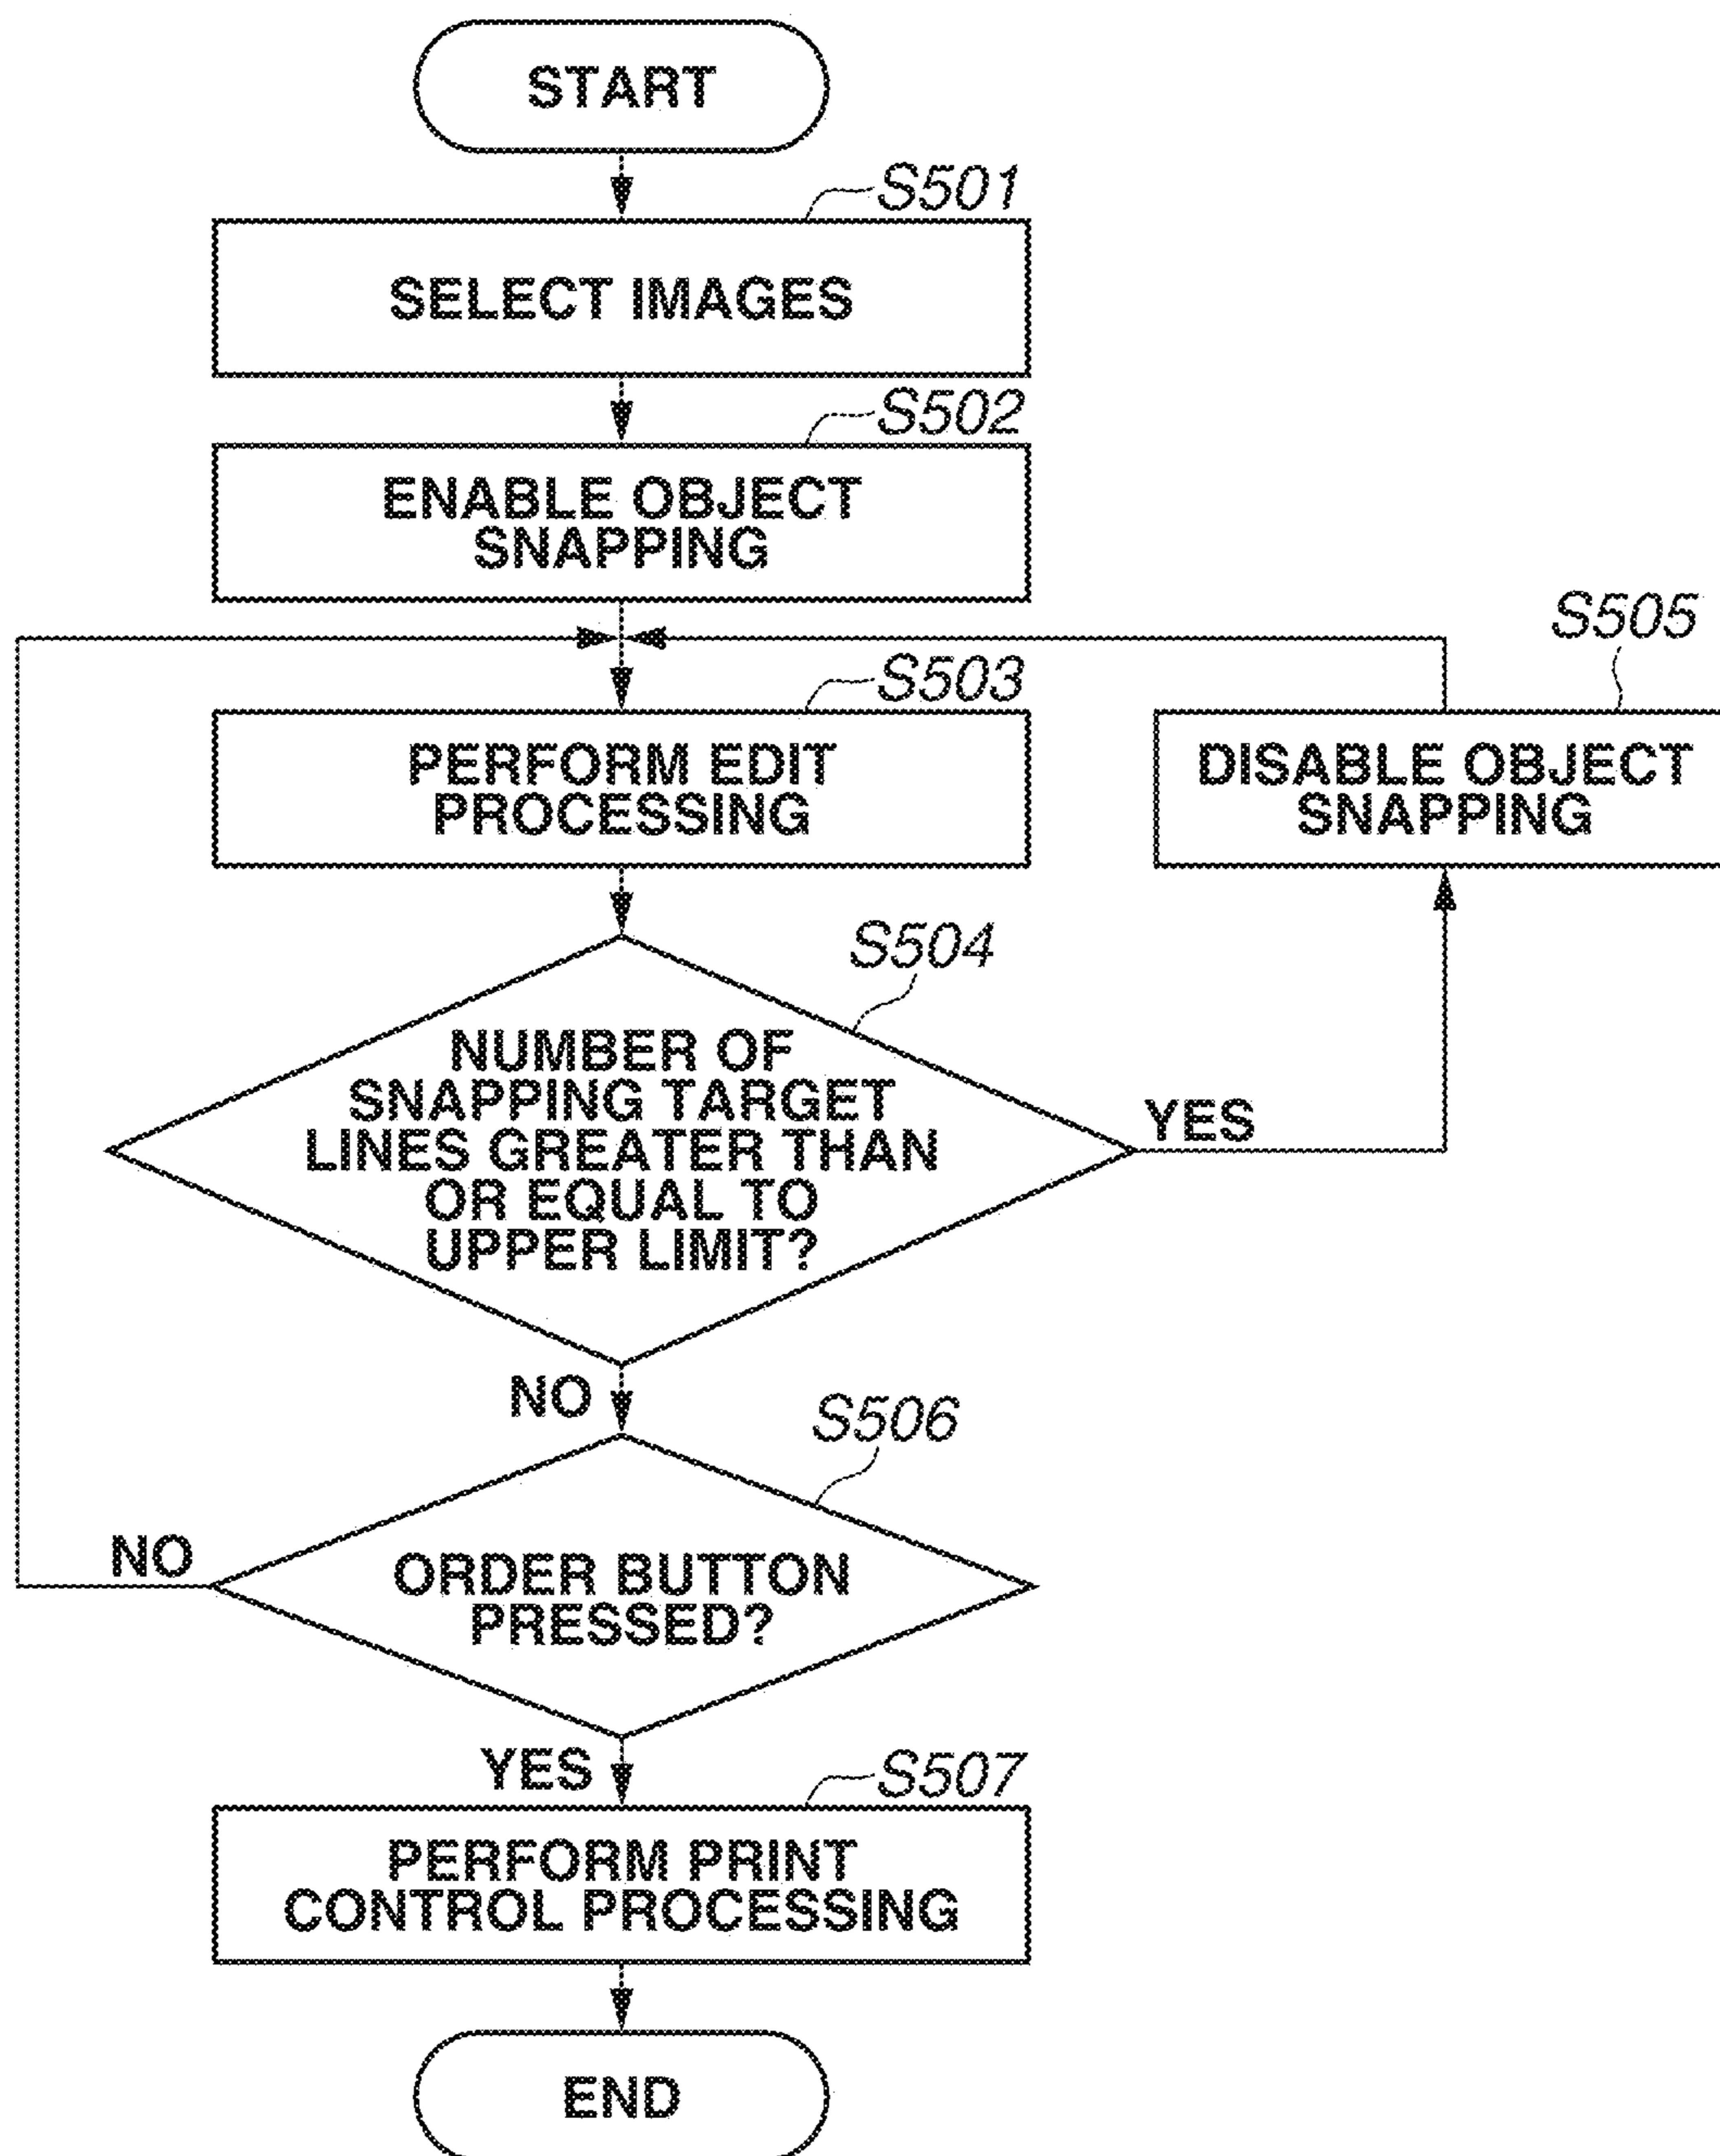 START
S501
SELECT IMAGES
S502
ENABLE OBJECT
SNAPPING
S503
PERFORM EDIT
PROCESSING
S505
DISABLE OBJECT
SNAPPING
S504
NUMBER OF
SNAPPING TARGET
LINES GREATER THAN
OR EQUAL TO
UPPER LIMIT?
YES
NO
S506
ORDER BUTTON
PRESSED?
NO
YES
S507
PERFORM PRINT
CONTROL PROCESSING
END